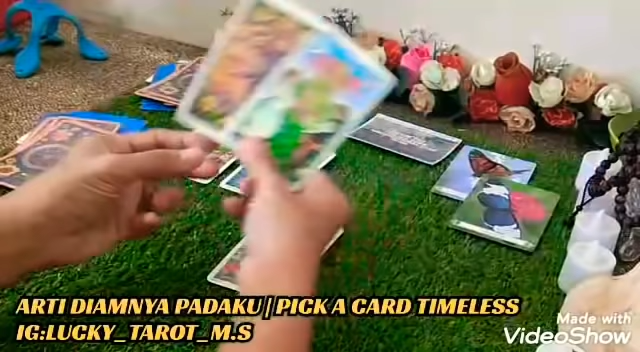 ARTI DIAMNYA PADAKU | PICK A CARD TIMELESS
IG:LUCKY_TAROT_M.S
Made with
VideoShow